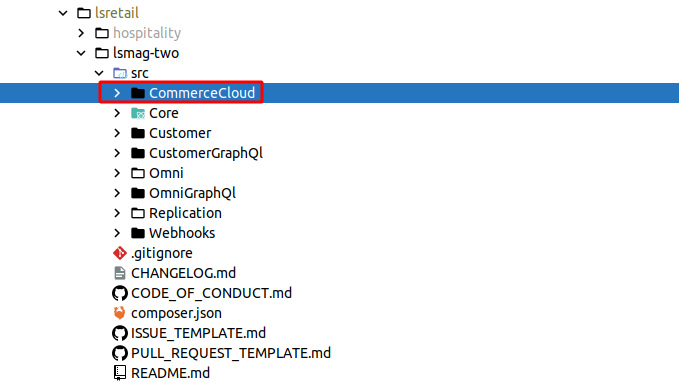 lsretail
hospitality
lsmag-two
src
CommerceCloud
Core
Customer
CustomerGraphQl
Omni
OmniGraphQl
Replication
Webhooks
.gitignore
CHANGELOG.md
CODE_OF_CONDUCT.md
composer.json
ISSUE_TEMPLATE.md
PULL_REQUEST_TEMPLATE.md
README.md